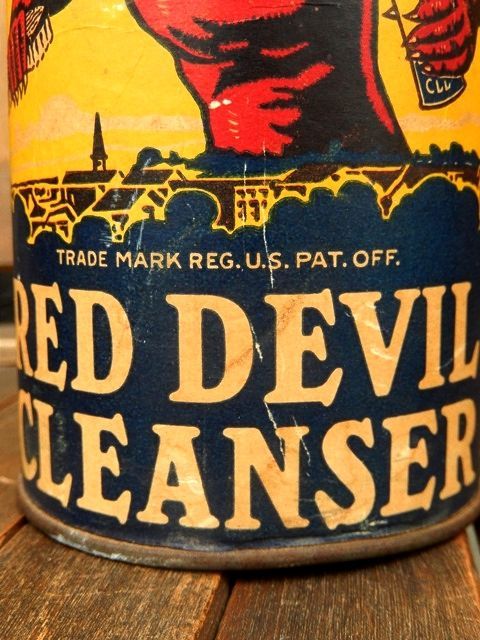 TRADE MARK REG. U.S. PAT. OFF.
RED DEVIL
CLEANSER